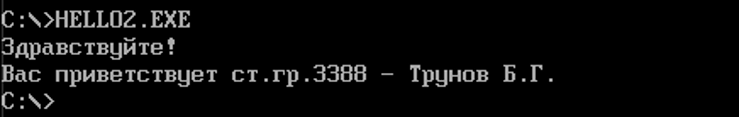 C:\>HELLO2.EXE
Здравствуйте!
Вас приветствует ст.гр.3388 - Трунов Б.Г.
C:\>